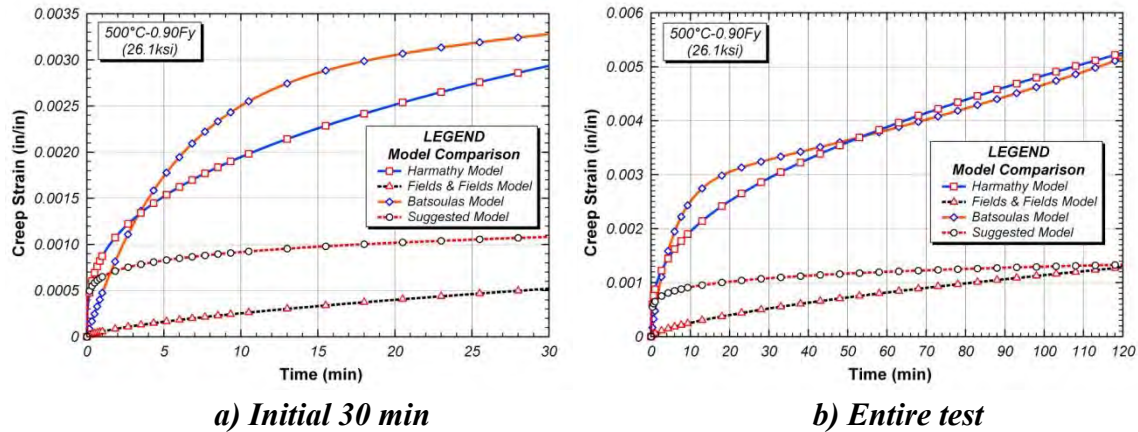 500°C-0.90Fy
(26.1ksi)
0.0035
0.0030
0.0025
0.0020
0.0015
0.0010
0.0005
0
Creep Strain (in/in)
LEGEND
Model Comparison
Harmathy Model
Fields & Fields Model
Batsoulas Model
Suggested Model
0 5 10 15 20 25 30
Time (min)
a) Initial 30 min
500°C-0.90Fy
(26.1ksi)
0.006
0.005
0.004
0.003
0.002
0.001
0
Creep Strain (in/in)
LEGEND
Model Comparison
Harmathy Model
Fields & Fields Model
Batsoulas Model
Suggested Model
0 10 20 30 40 50 60 70 80 90 100 110 120
Time (min)
b) Entire test